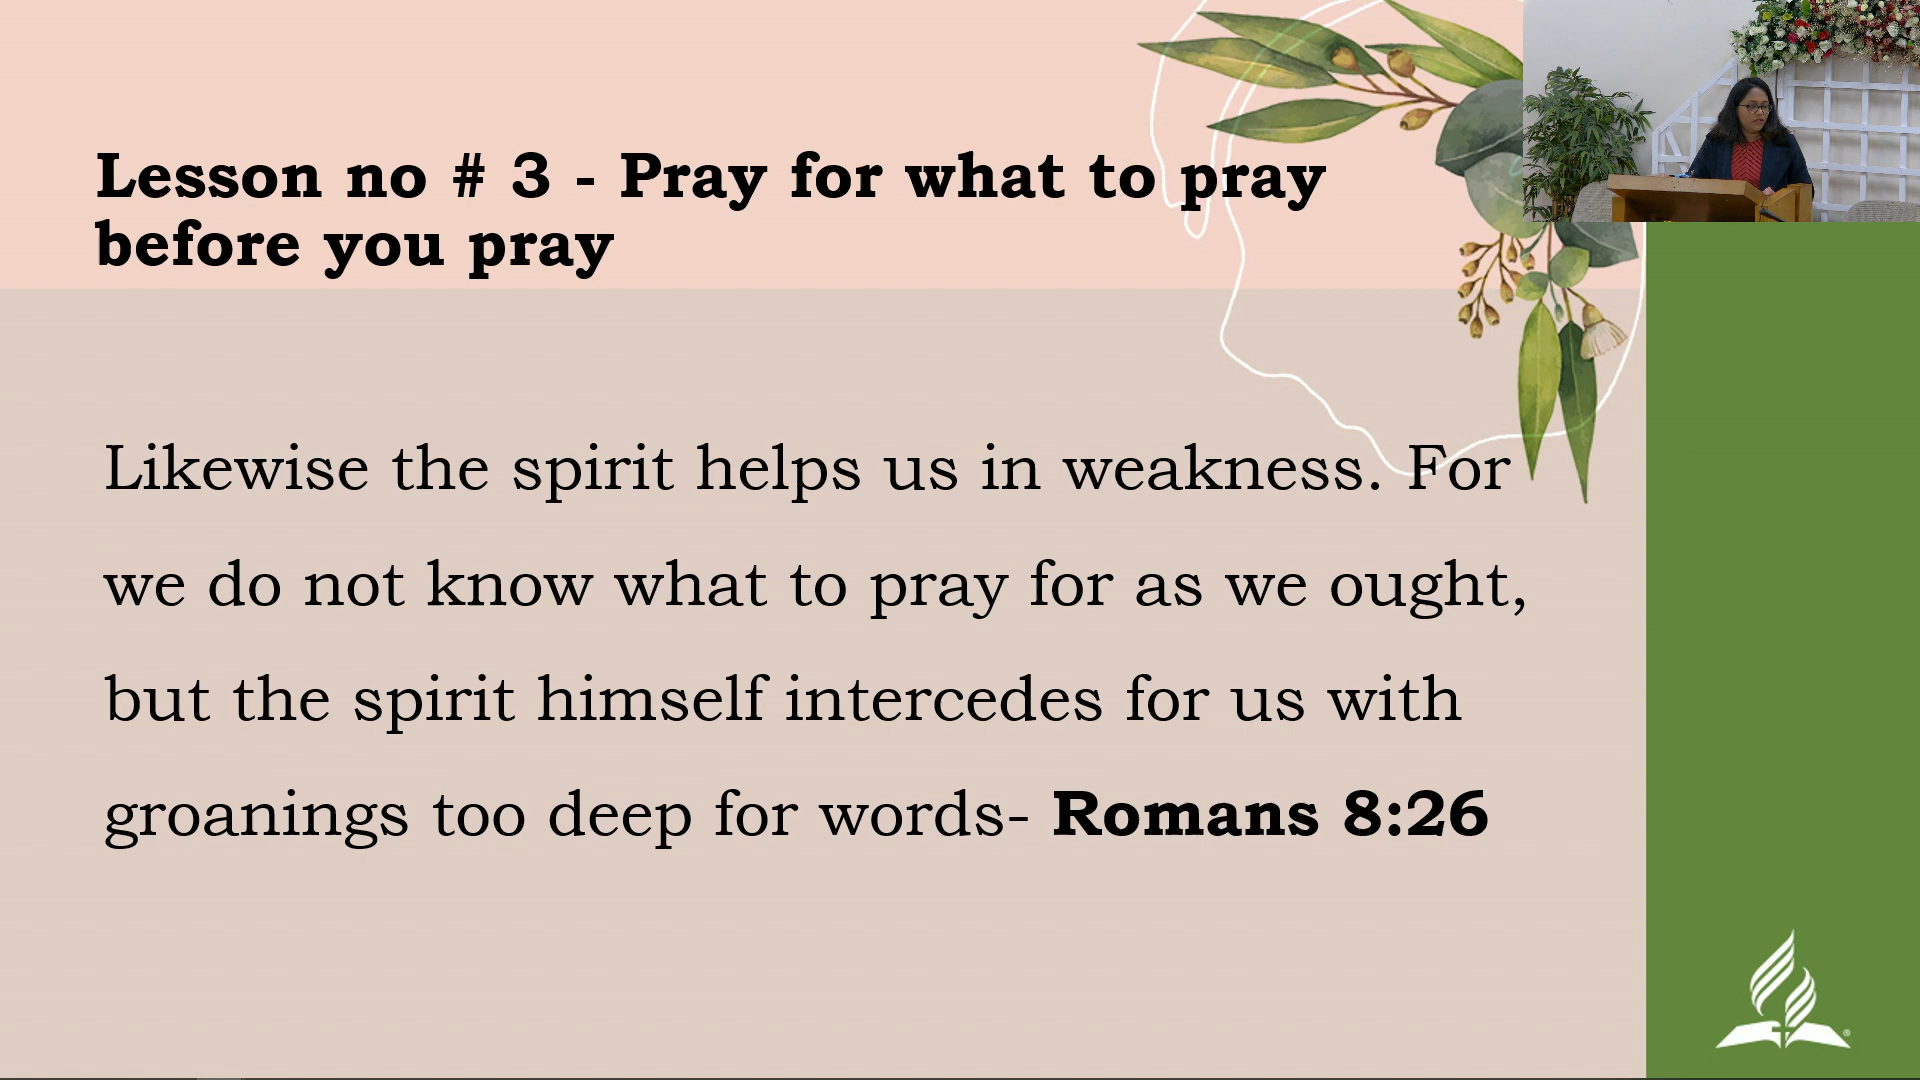 Lesson no # 3 - Pray for what to pray
before you pray
Likewise the spirit helps us in weakness. For
we do not know what to pray for as we ought,
but the spirit himself intercedes for us with
groanings too deep for words- Romans 8:26